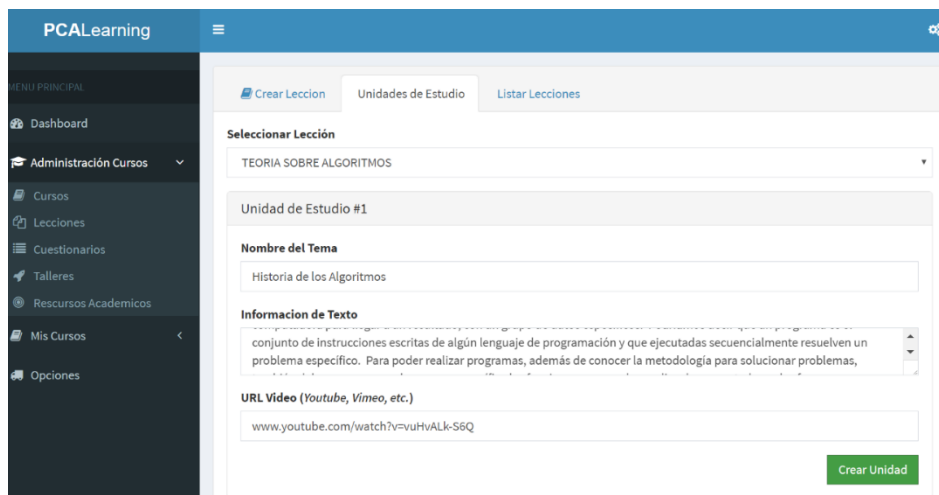 PCALearning
MENU PRINCIPAL
Dashboard
Administración Cursos
Cursos
Lecciones
Cuestionarios
Talleres
Rescursos Academicos
Mis Cursos
Opciones
Crear Leccion
Unidades de Estudio
Listar Lecciones
Seleccionar Lección
TEORIA SOBRE ALGORITMOS
Unidad de Estudio #1
Nombre del Tema
Historia de los Algoritmos
Informacion de Texto
conjunto de instrucciones escritas de algún lenguaje de programación y que ejecutadas secuencialmente resuelven un
problema específico. Para poder realizar programas, además de conocer la metodología para solucionar problemas,
URL Video (Youtube, Vimeo, etc.)
www.youtube.com/watch?v=vuHvALk-S6Q
Crear Unidad